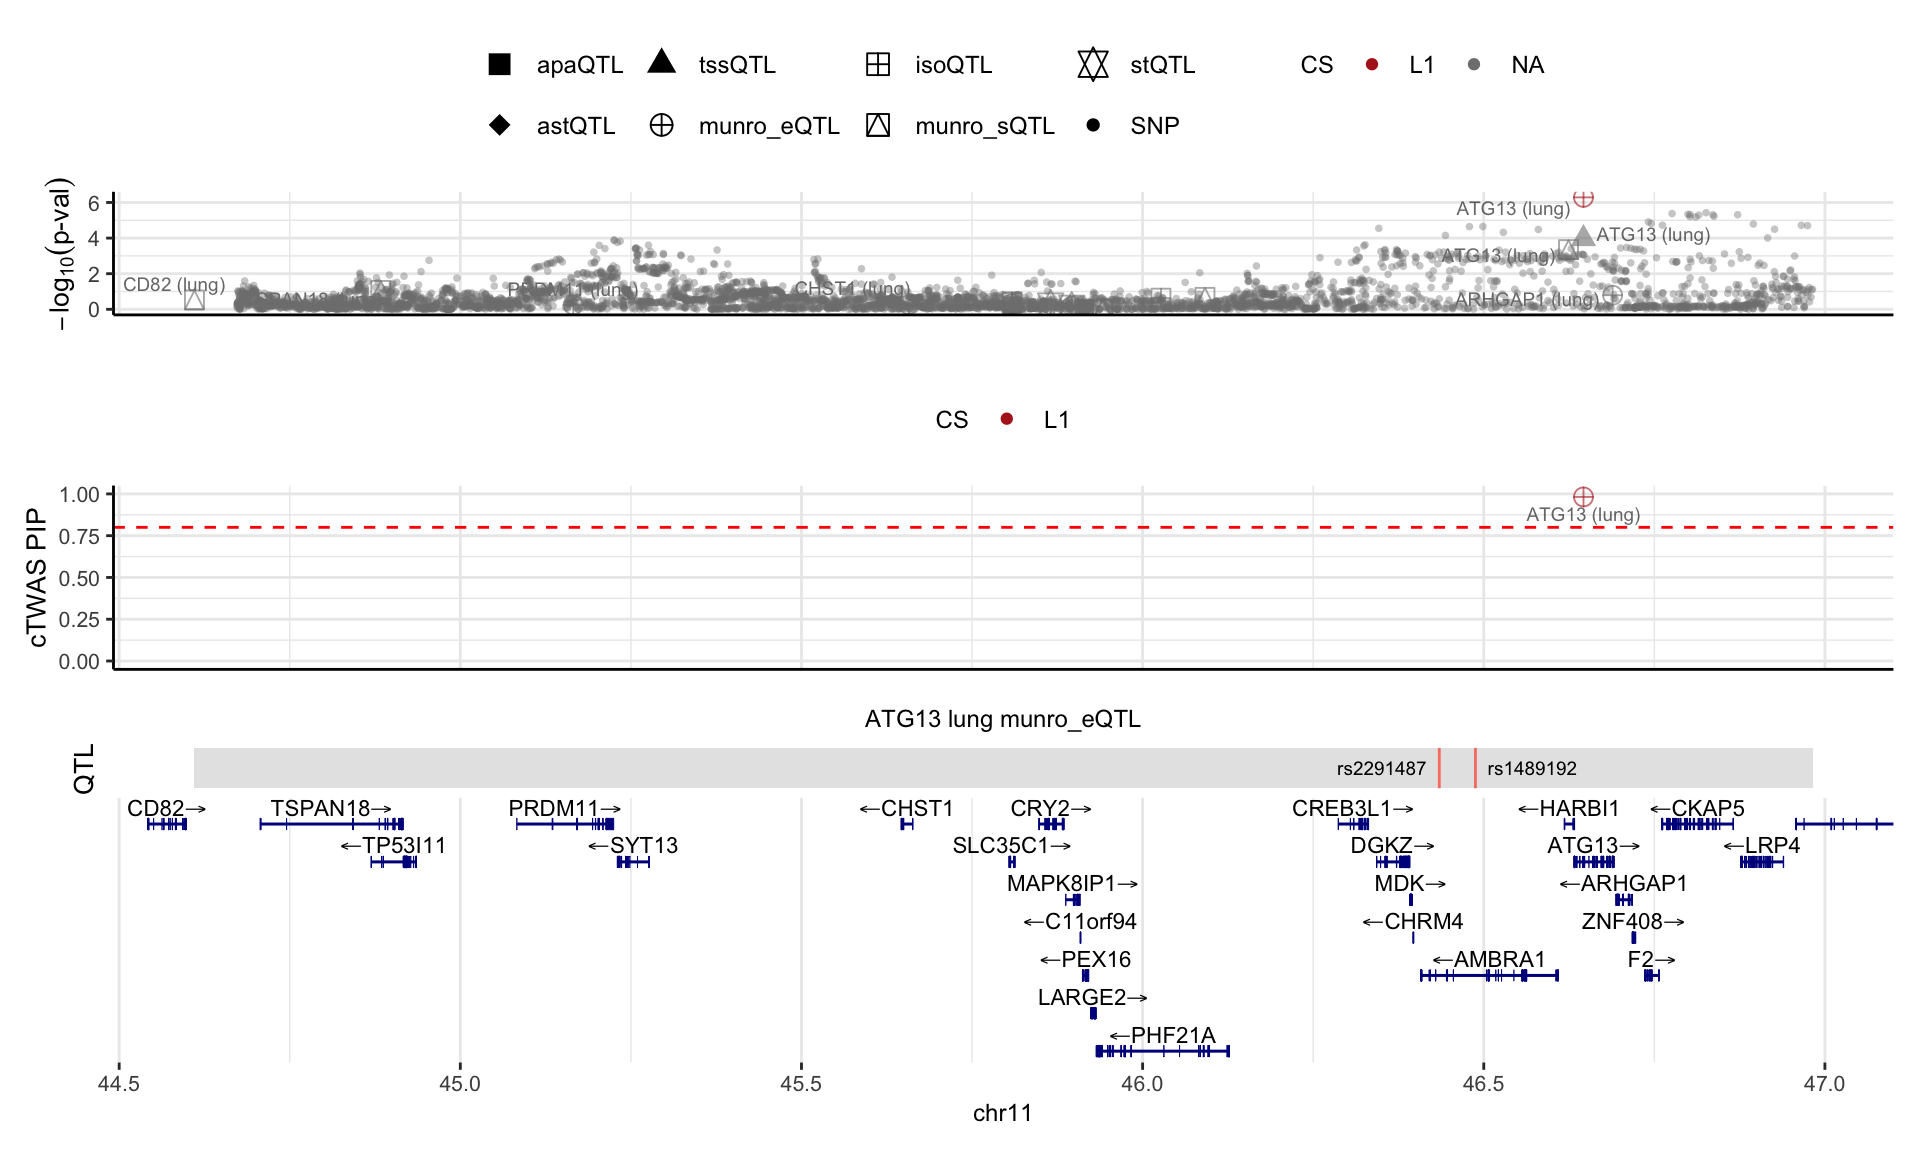 apaQTL tssQTL isoQTL stQTL CS L1 NA
astQTL munro_eQTL munro_sQTL SNP
−log10(p-val)
6
4
2
0
ATG13 (lung)
ATG13 (lung)
ATG13 (lung)
CD82 (lung)
PRDM11 (lung)
CHST1 (lung)
ARHGAP1 (lung)
CS L1
cTWAS PIP
1.00
0.75
0.50
0.25
0.00
ATG13 (lung)
ATG13 lung munro_eQTL
QTL
rs2291487 rs1489192
CD82→ TSPAN18→ PRDM11→ ←CHST1 CRY2→ CREB3L1→ ←HARBI1 ←CKAP5
←TP53I11 ←SYT13 SLC35C1→ DGKZ→ ATG13→ ←LRP4
MAPK8IP1→ MDK→ ←ARHGAP1
←C11orf94 ←CHRM4 ZNF408→
←PEX16 ←AMBRA1 F2→
LARGE2→
←PHF21A
44.5 45.0 45.5 46.0 46.5 47.0
chr11